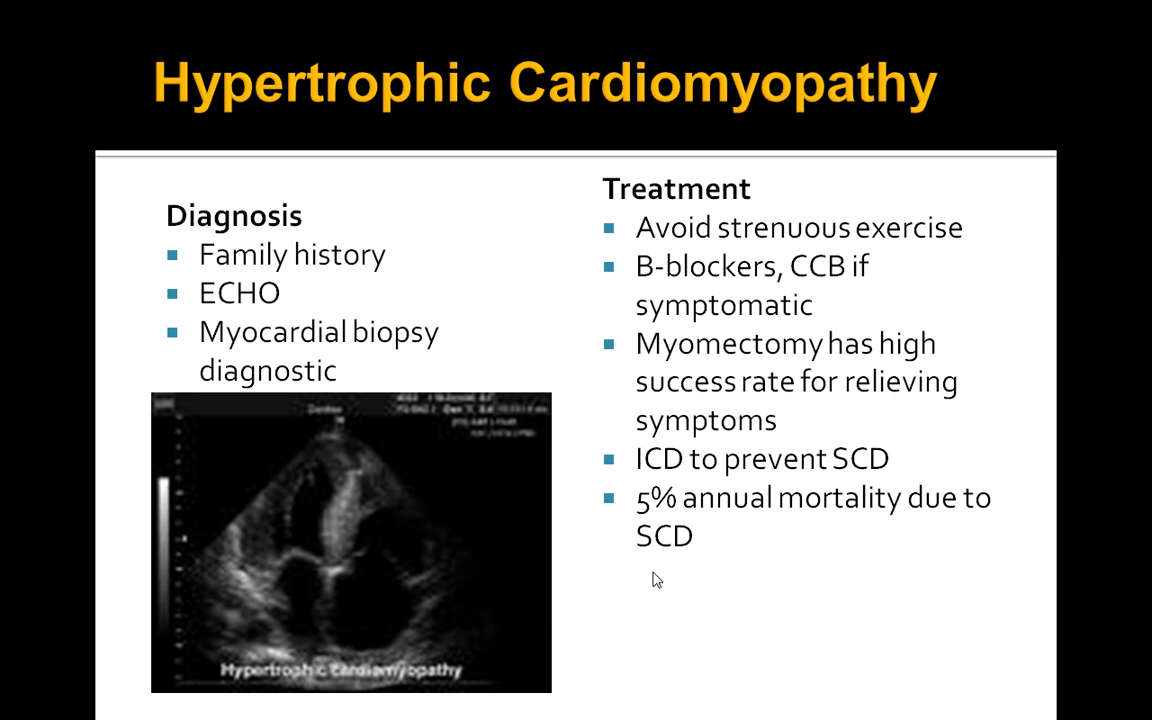 Hypertrophic Cardiomyopathy
Diagnosis
Family history
ECHO
Myocardial biopsy
diagnostic
Hypertrophic Cardiomyopathy
Treatment
Avoid strenuous exercise
B-blockers, CCB if
symptomatic
Myomectomy has high
success rate for relieving
symptoms
ICD to prevent SCD
5% annual mortality due to
SCD